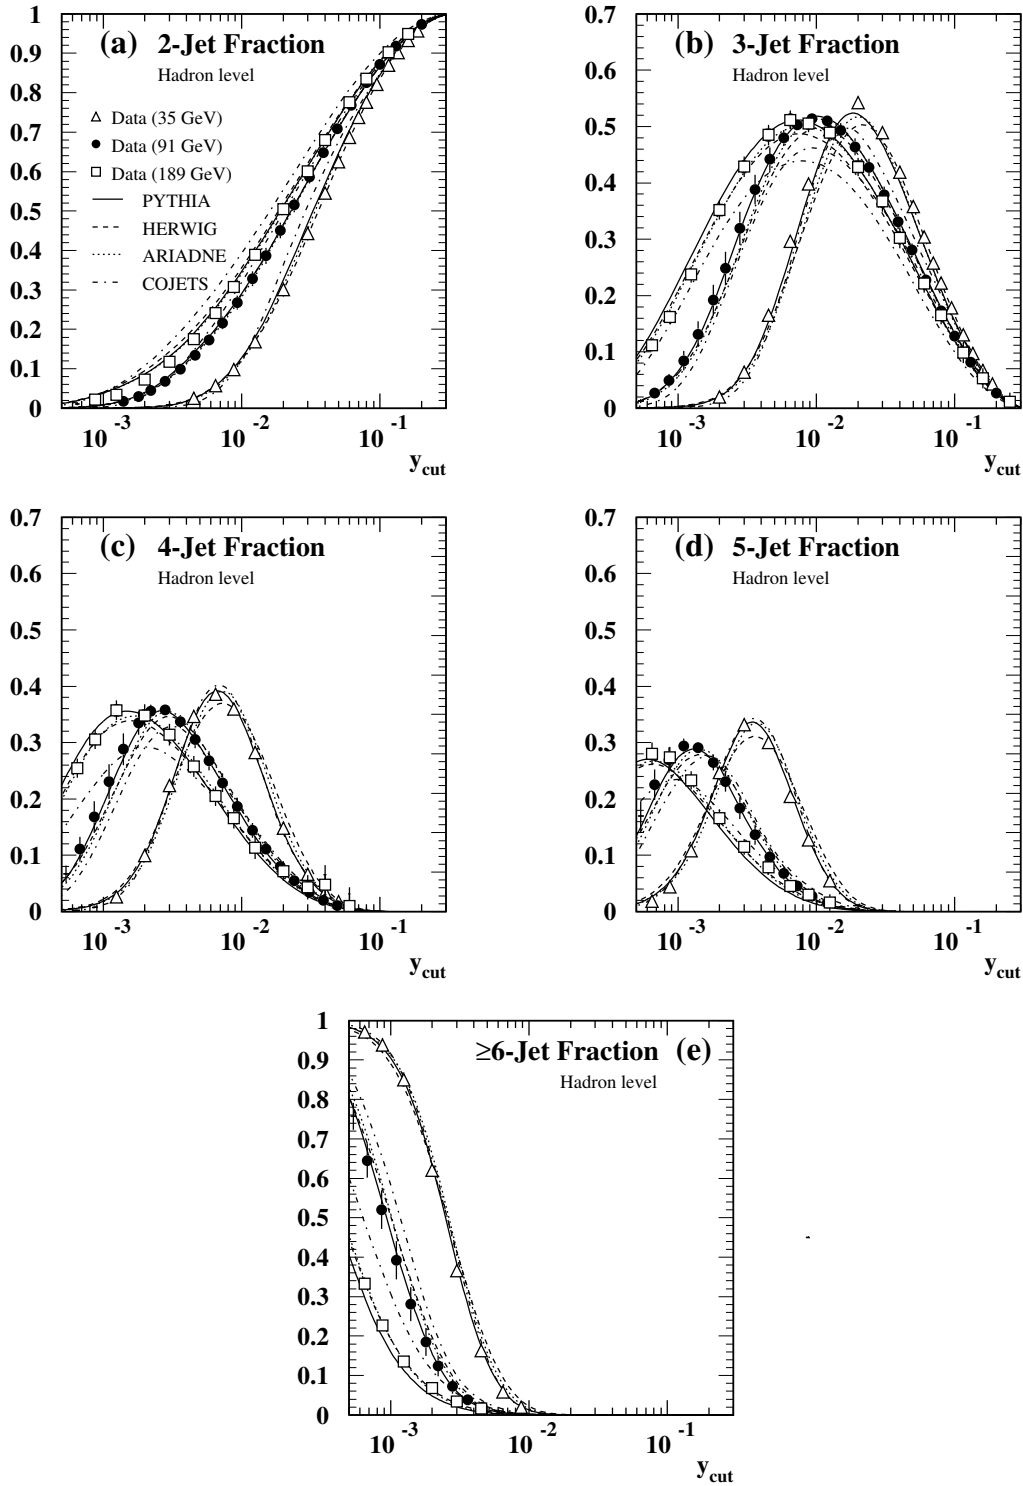 (a) 2-Jet Fraction
Hadron level
Data (35 GeV)
Data (91 GeV)
Data (189 GeV)
PYTHIA
HERWIG
ARIADNE
COJETS
1
0.9
0.8
0.7
0.6
0.5
0.4
0.3
0.2
0.1
0
10⁻³ 10⁻² 10⁻¹
y_cut
(b) 3-Jet Fraction
Hadron level
0.7
0.6
0.5
0.4
0.3
0.2
0.1
0
10⁻³ 10⁻² 10⁻¹
y_cut
(c) 4-Jet Fraction
Hadron level
0.7
0.6
0.5
0.4
0.3
0.2
0.1
0
10⁻³ 10⁻² 10⁻¹
y_cut
(d) 5-Jet Fraction
Hadron level
0.7
0.6
0.5
0.4
0.3
0.2
0.1
0
10⁻³ 10⁻² 10⁻¹
y_cut
≥6-Jet Fraction (e)
Hadron level
1
0.9
0.8
0.7
0.6
0.5
0.4
0.3
0.2
0.1
0
10⁻³ 10⁻² 10⁻¹
y_cut